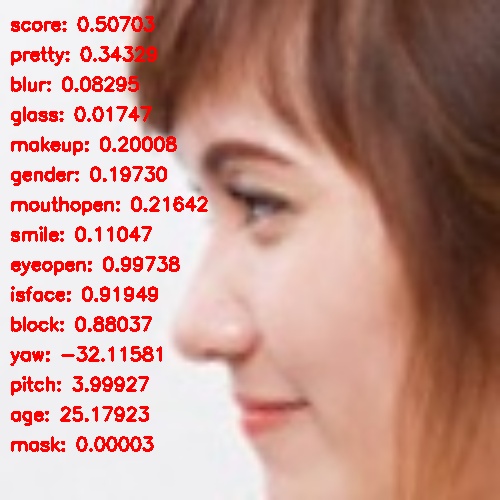 score: 0.50703
pretty: 0.34329
blur: 0.08295
glass: 0.01747
makeup: 0.20008
gender: 0.19730
mouthopen: 0.21642
smile: 0.11047
eyeopen: 0.99738
isface: 0.91949
block: 0.88037
yaw: −32.11581
pitch: 3.99927
age: 25.17923
mask: 0.00003